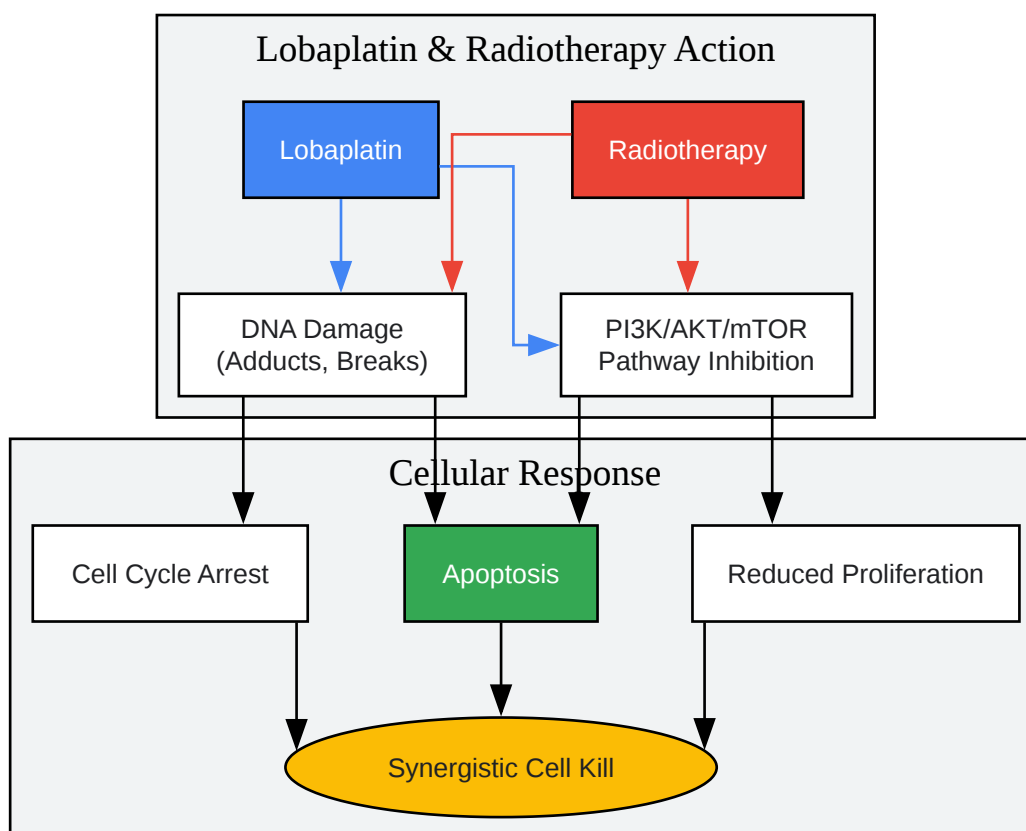 Lobaplatin & Radiotherapy Action
Lobaplatin
Radiotherapy
DNA Damage
(Adducts, Breaks)
PI3K/AKT/mTOR
Pathway Inhibition
Cellular Response
Cell Cycle Arrest
Apoptosis
Reduced Proliferation
Synergistic Cell Kill